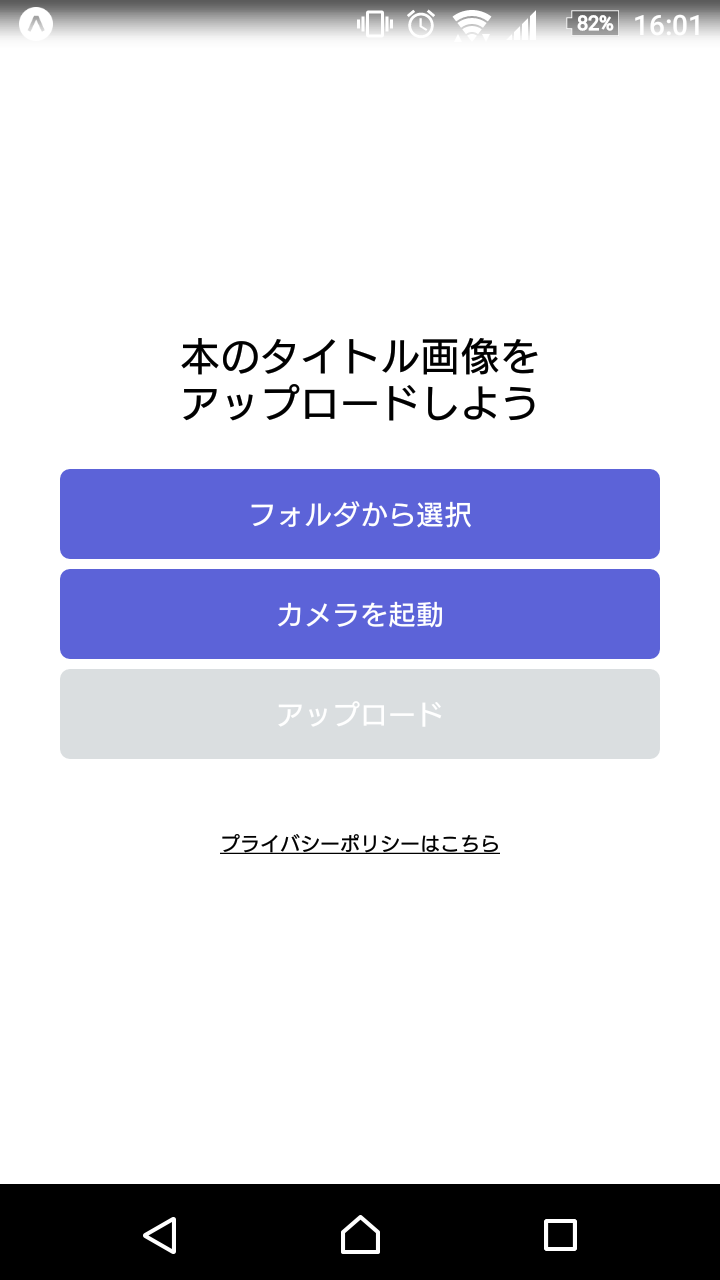 82% 16:01
本のタイトル画像を
アップロードしよう
フォルダから選択
カメラを起動
アップロード
プライバシーポリシーはこちら